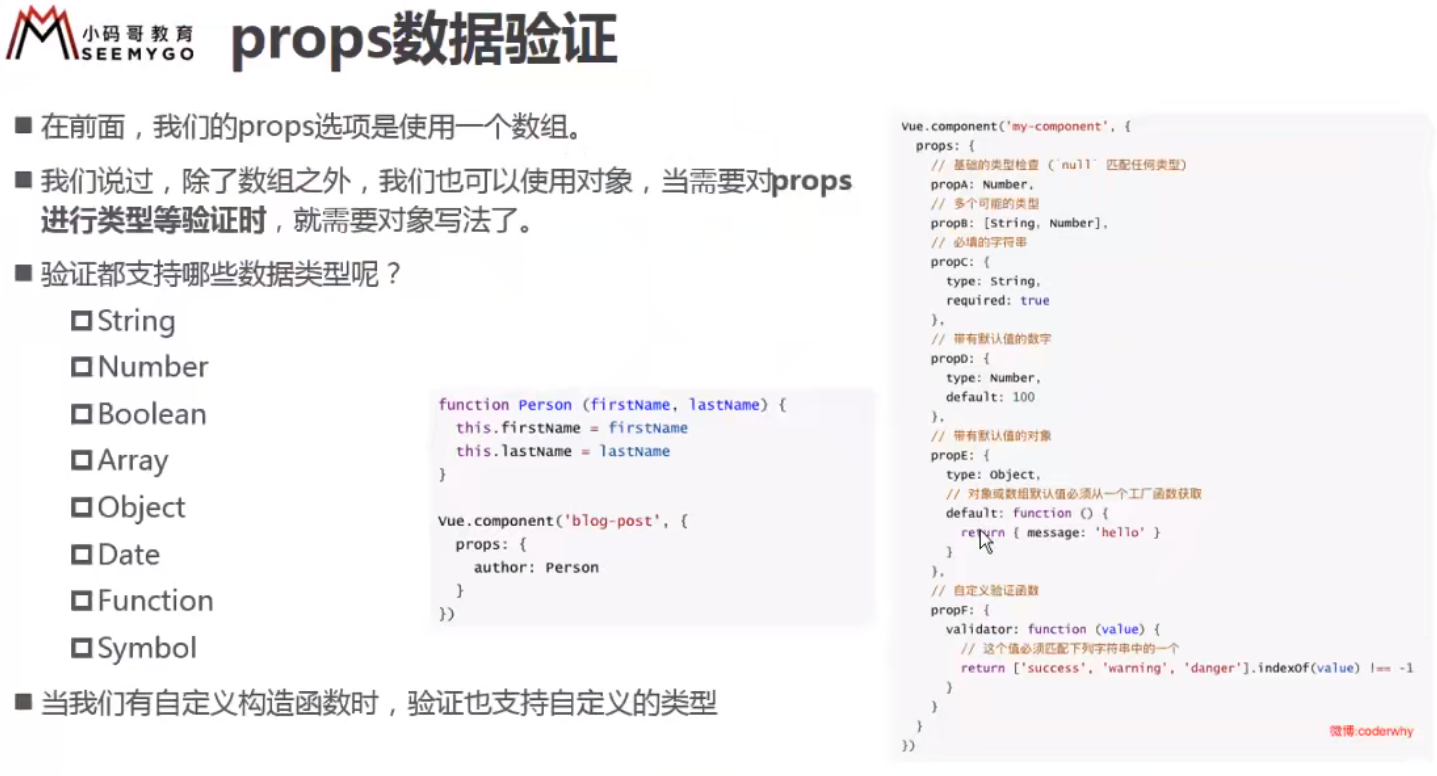 小码哥教育
SEEMYGO
props数据验证
在前面，我们的props选项是使用一个数组。
我们说过，除了数组之外，我们也可以使用对象，当需要对props
进行类型等验证时，就需要对象写法了。
验证都支持哪些数据类型呢？
String
Number
Boolean
Array
Object
Date
Function
Symbol
当我们有自定义构造函数时，验证也支持自定义的类型
function Person (firstName, lastName) {
this.firstName = firstName
this.lastName = lastName
}
Vue.component('blog-post', {
props: {
author: Person
}
})
Vue.component('my-component', {
props: {
// 基础的类型检查 (`null` 匹配任何类型)
propA: Number,
// 多个可能的类型
propB: [String, Number],
// 必填的字符串
propC: {
type: String,
required: true
},
// 带有默认值的数字
propD: {
type: Number,
default: 100
},
// 带有默认值的对象
propE: {
type: Object,
// 对象或数组默认值必须从一个工厂函数获取
default: function () {
return { message: 'hello' }
}
},
// 自定义验证函数
propF: {
validator: function (value) {
// 这个值必须匹配下列字符串中的一个
return ['success', 'warning', 'danger'].indexOf(value) !== -1
}
}
}
})
微博:coderwhy